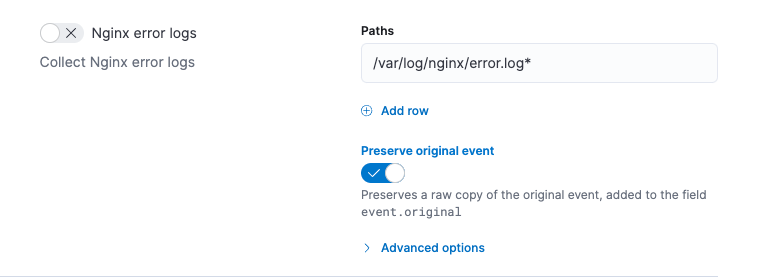 Nginx error logs
Collect Nginx error logs
Paths
/var/log/nginx/error.log*
Add row
Preserve original event
Preserves a raw copy of the original event, added to the field
event.original
Advanced options